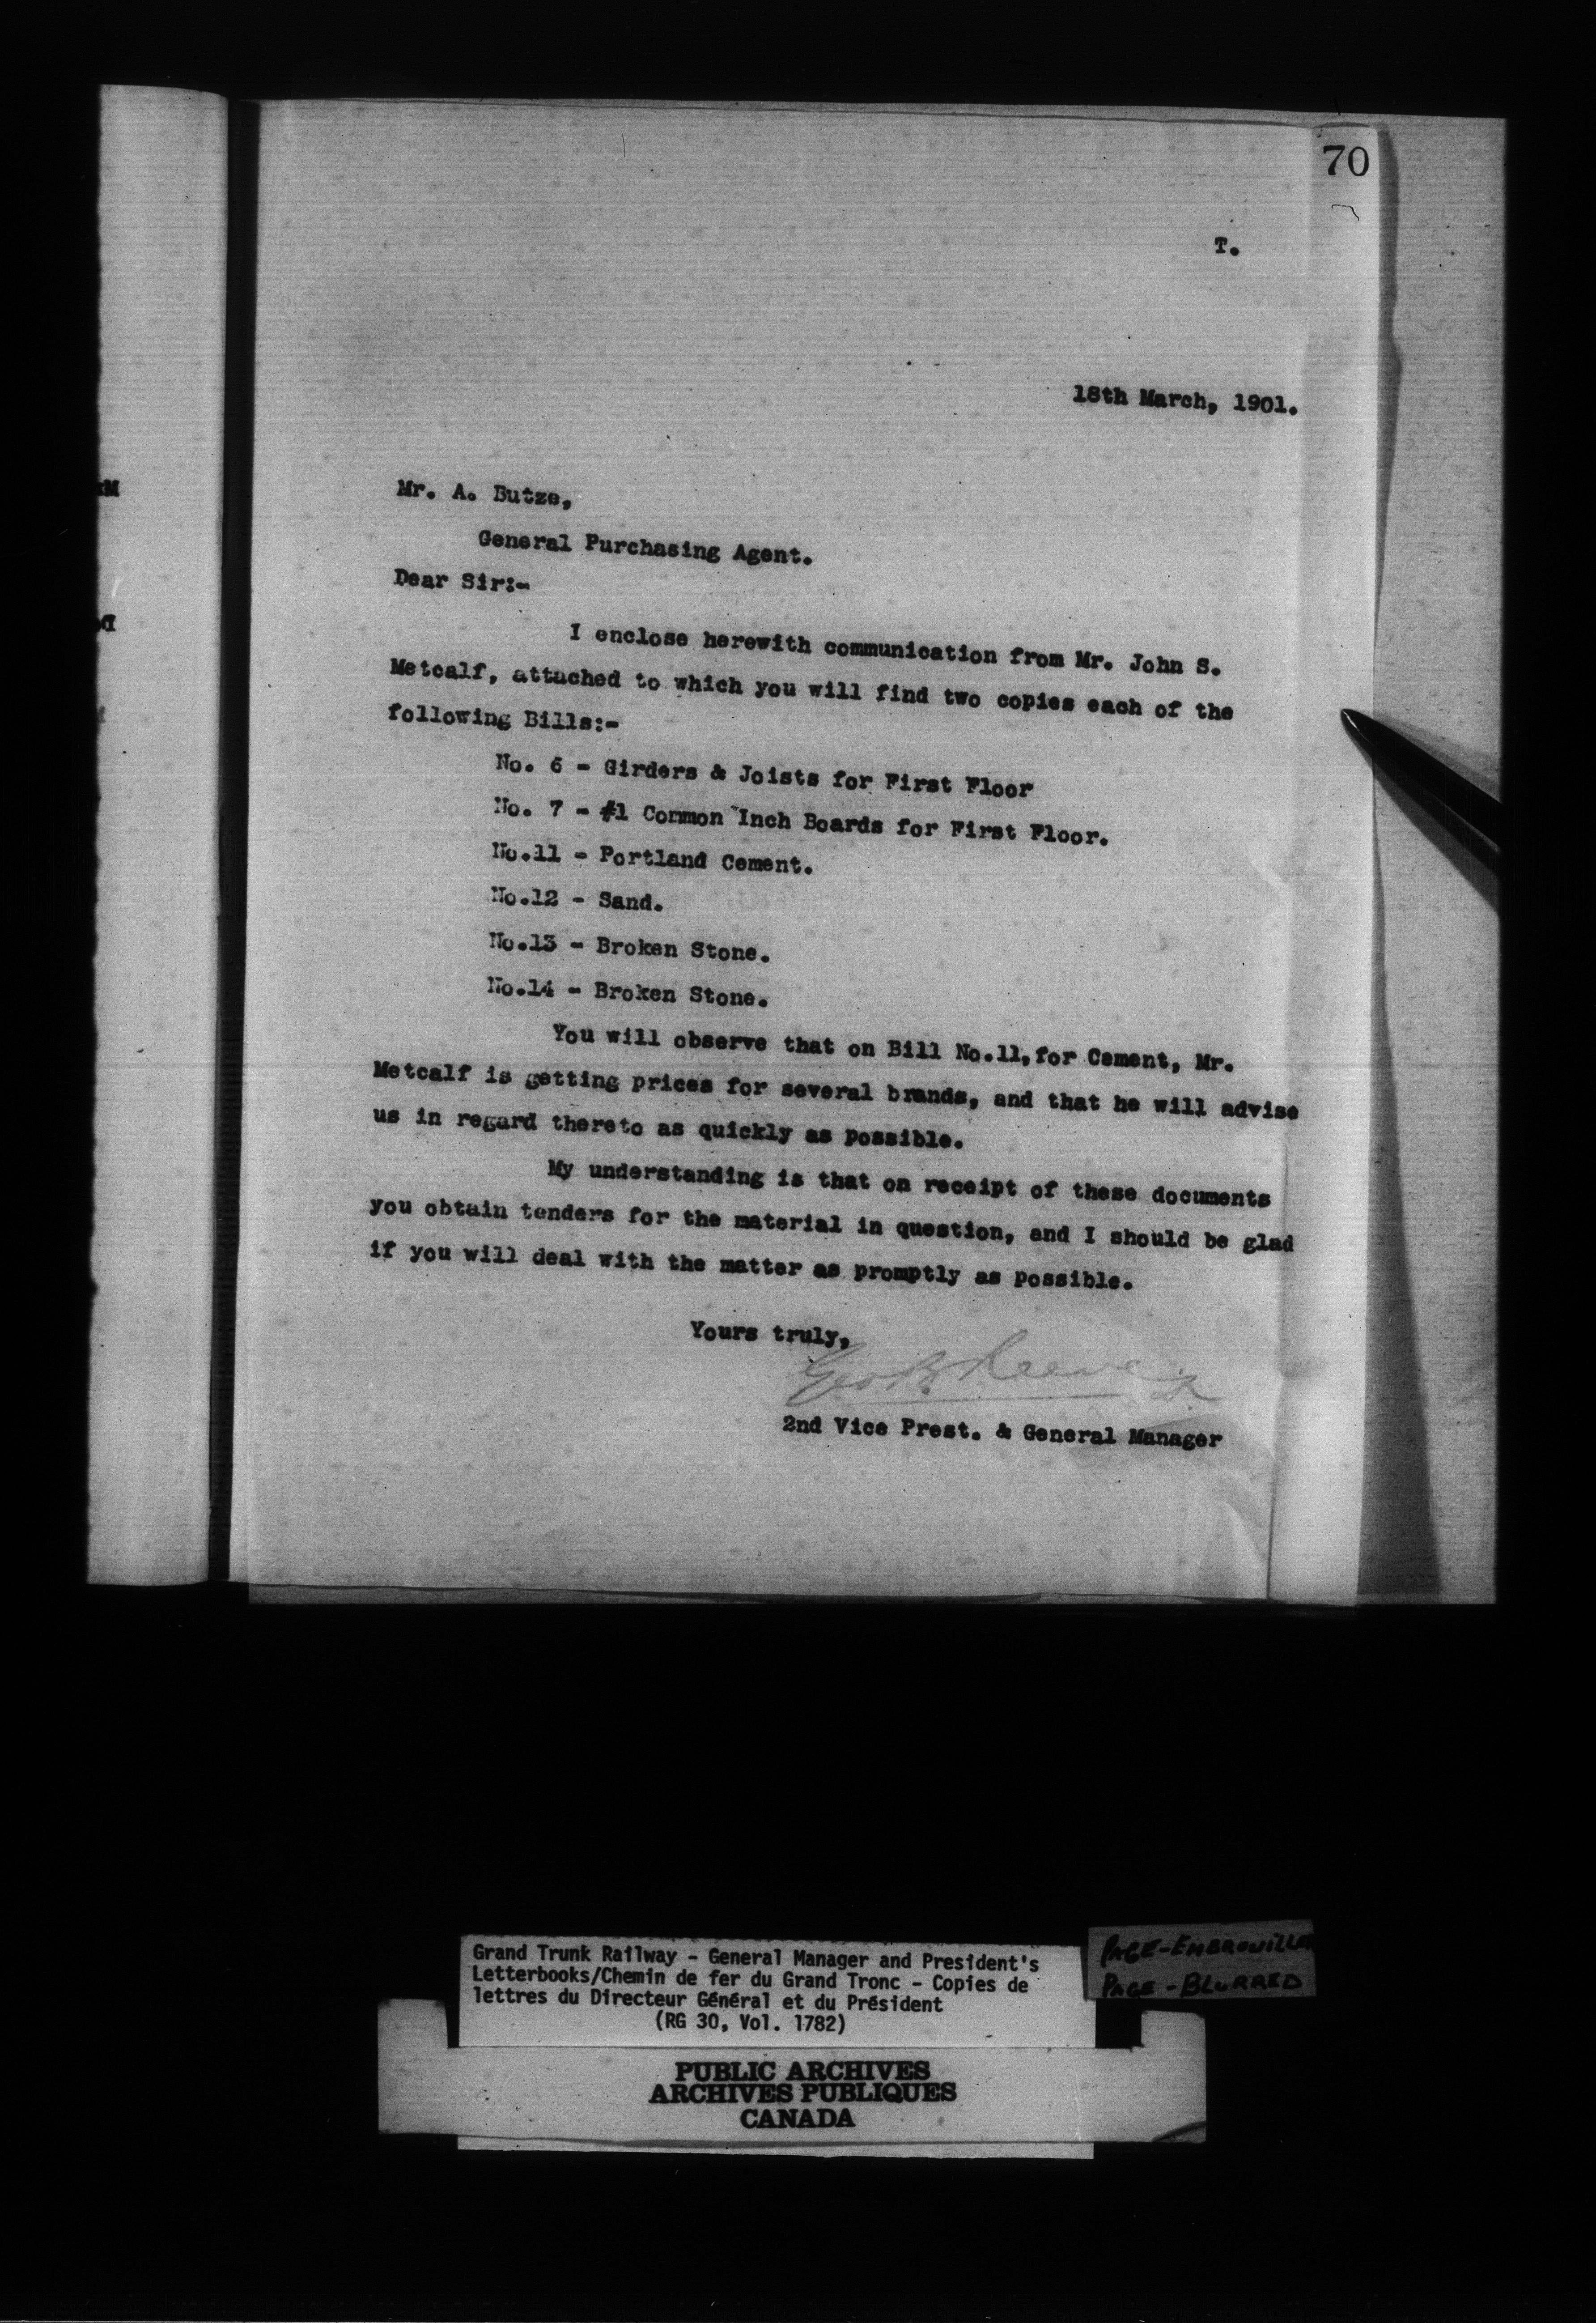 70
T.
18th March, 1901.
Mr. A. Butze,
General Purchasing Agent.
Dear Sir:-
I enclose herewith communication from Mr. John S.
Metcalf, attached to which you will find two copies each of the
following Bills:-
No. 6 - Girders & Joists for First Floor
No. 7 - #1 Common Inch Boards for First Floor.
No.11 - Portland Cement.
No.12 - Sand.
No.13 - Broken Stone.
No.14 - Broken Stone.
You will observe that on Bill No.11,for Cement, Mr.
Metcalf is getting prices for several brands, and that he will advise
us in regard thereto as quickly as possible.
My understanding is that on receipt of these documents
you obtain tenders for the material in question, and I should be glad
if you will deal with the matter as promptly as possible.
Yours truly,
Geo B. Reeve
2nd Vice Prest. & General Manager
Grand Trunk Railway - General Manager and President's
Letterbooks/Chemin de fer du Grand Tronc - Copies de
lettres du Directeur Général et du Président
(RG 30, Vol. 1782)
PAGE-EMBROUILLEE
PAGE-BLURRED
PUBLIC ARCHIVES
ARCHIVES PUBLIQUES
CANADA